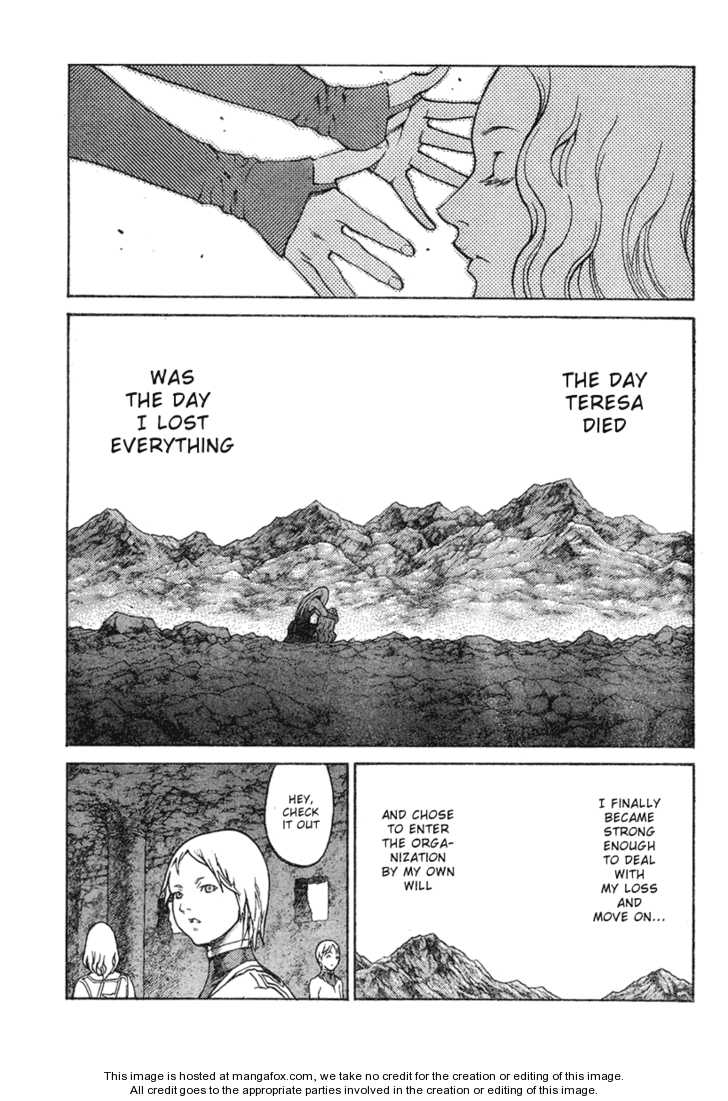 THE DAY
TERESA
DIED
WAS
THE DAY
I LOST
EVERYTHING
I FINALLY
BECAME
STRONG
ENOUGH
TO DEAL
WITH
MY LOSS
AND
MOVE ON...
AND CHOSE
TO ENTER
THE ORGA-
NIZATION
BY MY OWN
WILL
HEY,
CHECK
IT OUT
This image is hosted at mangafox.com, we take no credit for the creation or editing of this image.
All credit goes to the appropriate parties involved in the creation or editing of this image.